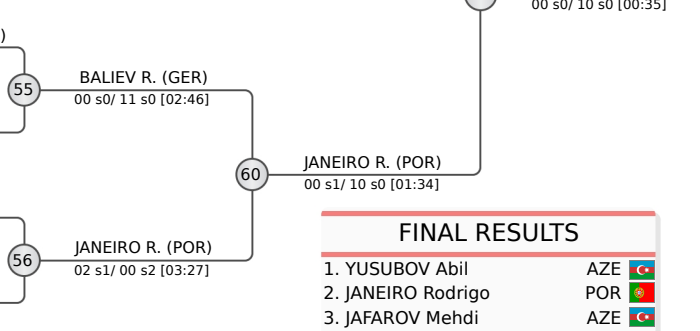 00 s0/ 10 s0 [00:35]
)
BALIEV R. (GER)
55
00 s0/ 11 s0 [02:46]
JANEIRO R. (POR)
60
00 s1/ 10 s0 [01:34]
FINAL RESULTS
JANEIRO R. (POR)
56
02 s1/ 00 s2 [03:27]
1. YUSUBOV Abil AZE
2. JANEIRO Rodrigo POR
3. JAFAROV Mehdi AZE